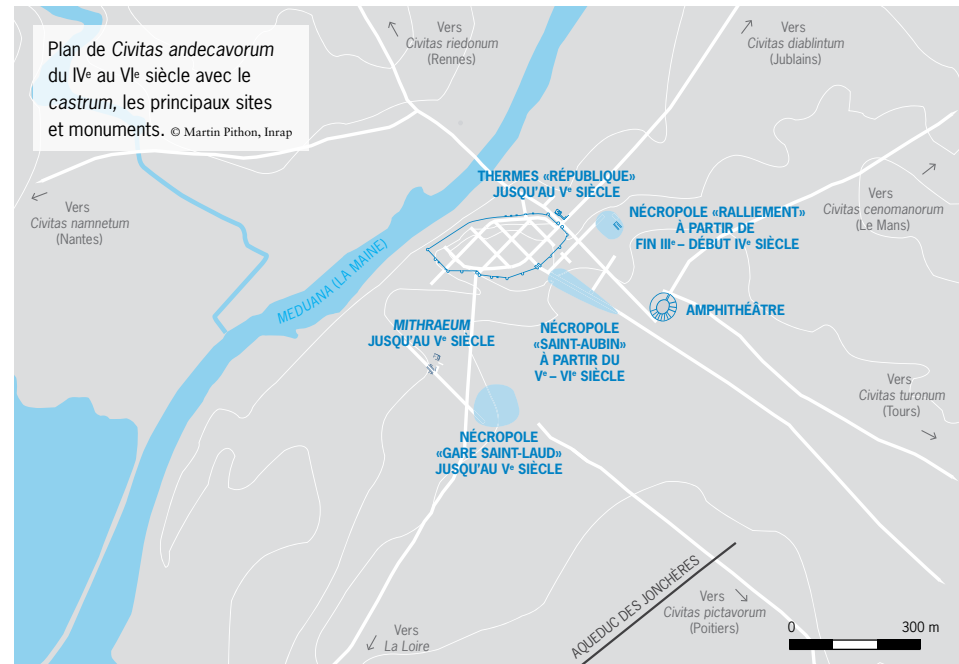 Plan de Civitas andecavorum
du IVe au VIe siècle avec le
castrum, les principaux sites
et monuments. © Martin Pithon, Inrap
Vers
Civitas riedonum
(Rennes)
Vers
Civitas diablintum
(Jublains)
Vers
Civitas namnetum
(Nantes)
THERMES «RÉPUBLIQUE»
JUSQU'AU Ve SIÈCLE
NÉCROPOLE «RALLIEMENT»
À PARTIR DE
FIN IIIe – DÉBUT IVe SIÈCLE
Vers
Civitas cenomanorum
(Le Mans)
MEDUANA (LA MAINE)
AMPHITHÉÂTRE
MITHRAEUM
JUSQU'AU Ve SIÈCLE
NÉCROPOLE
«SAINT-AUBIN»
À PARTIR DU
Ve – VIe SIÈCLE
Vers
Civitas turonum
(Tours)
NÉCROPOLE
«GARE SAINT-LAUD»
JUSQU'AU Ve SIÈCLE
AQUEDUC DES JONCHÈRES
Vers
Civitas pictavorum
(Poitiers)
Vers
La Loire
0 300 m